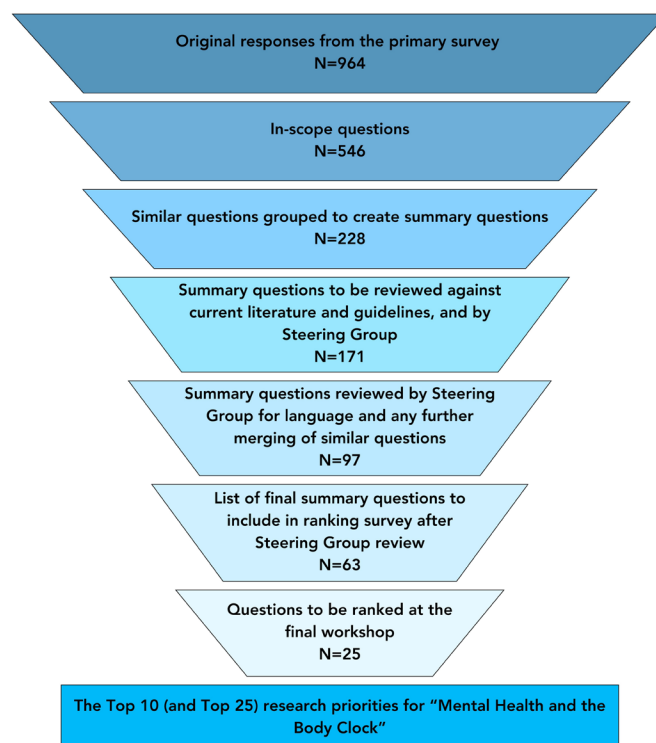 Original responses from the primary survey
N=964
In-scope questions
N=546
Similar questions grouped to create summary questions
N=228
Summary questions to be reviewed against
current literature and guidelines, and by
Steering Group
N=171
Summary questions reviewed by Steering
Group for language and any further
merging of similar questions
N=97
List of final summary questions to
include in ranking survey after
Steering Group review
N=63
Questions to be ranked at the
final workshop
N=25
The Top 10 (and Top 25) research priorities for “Mental Health and the
Body Clock”